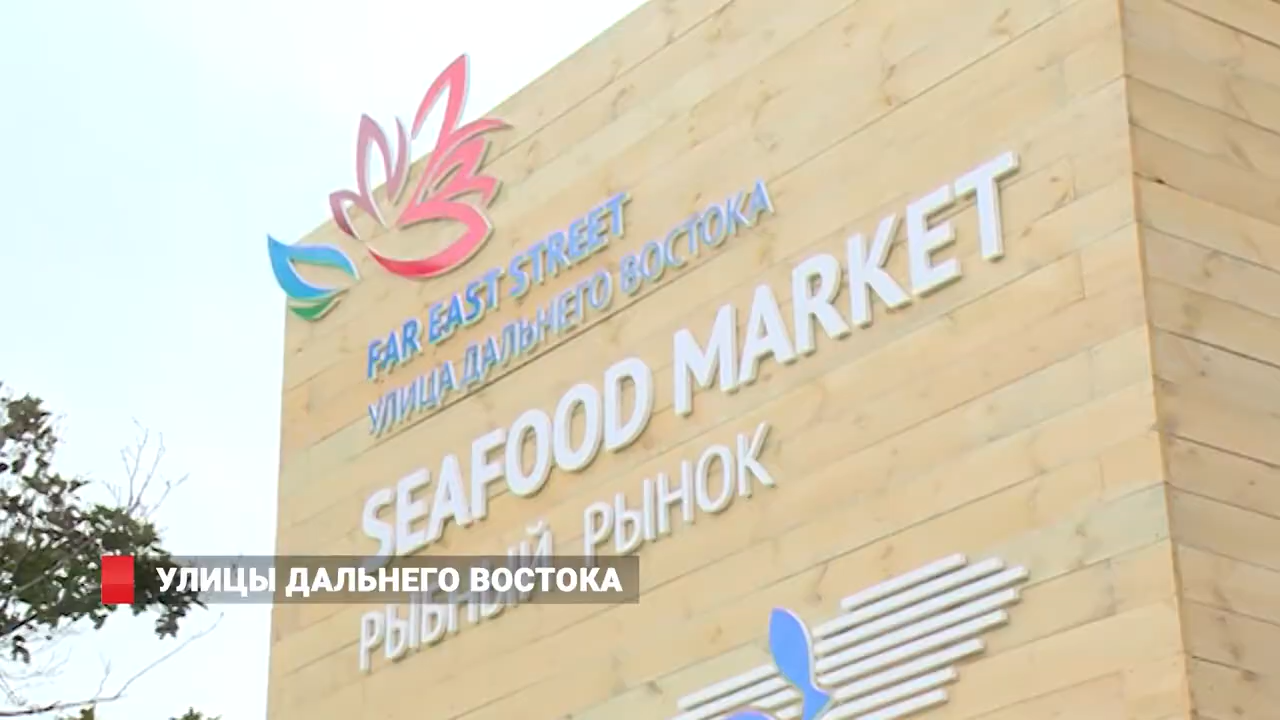 FAR EAST STREET
УЛИЦА ДАЛЬНЕГО ВОСТОКА
SEAFOOD MARKET
РЫБНЫЙ РЫНОК
УЛИЦЫ ДАЛЬНЕГО ВОСТОКА